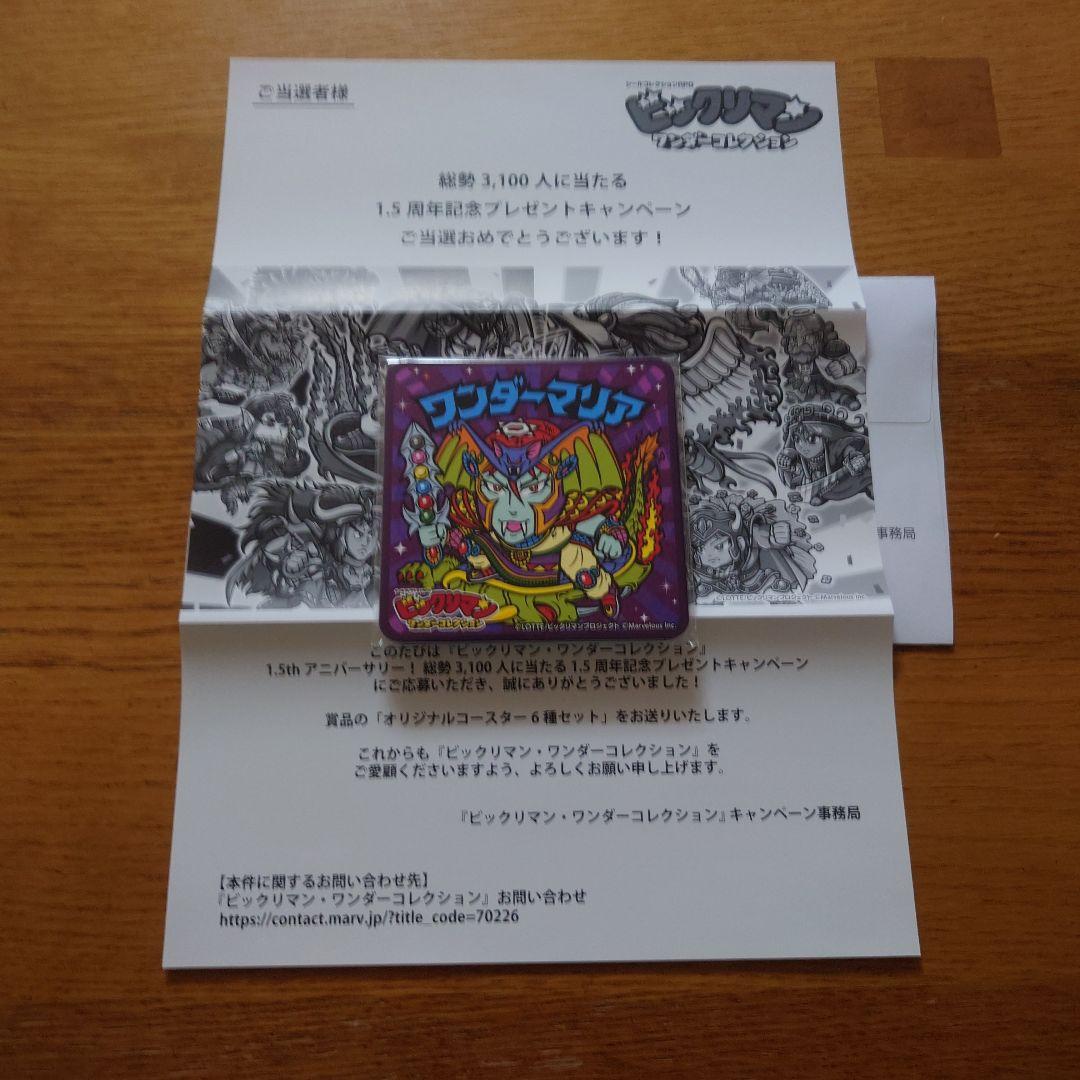 ご当選者様
シールコレクションRPG
ビックリマン
ワンダーコレクション
総勢 3,100 人に当たる
1.5 周年記念プレゼントキャンペーン
ご当選おめでとうございます！
ワンダーマリア
ビックリマン
ワンダーコレクション
©LOTTE/ビックリマンプロジェクト ©Marvelous Inc.
©LOTTE/ビックリマンプロジェクト ©Marvelous Inc.
事務局
このたびは『ビックリマン・ワンダーコレクション』
1.5th アニバーサリー！ 総勢 3,100 人に当たる 1.5 周年記念プレゼントキャンペーン
にご応募いただき、誠にありがとうございました！
賞品の「オリジナルコースター 6 種セット」をお送りいたします。
これからも『ビックリマン・ワンダーコレクション』を
ご愛顧くださいますよう、よろしくお願い申し上げます。
『ビックリマン・ワンダーコレクション』キャンペーン事務局
【本件に関するお問い合わせ先】
『ビックリマン・ワンダーコレクション』お問い合わせ
https://contact.marv.jp/?title_code=70226